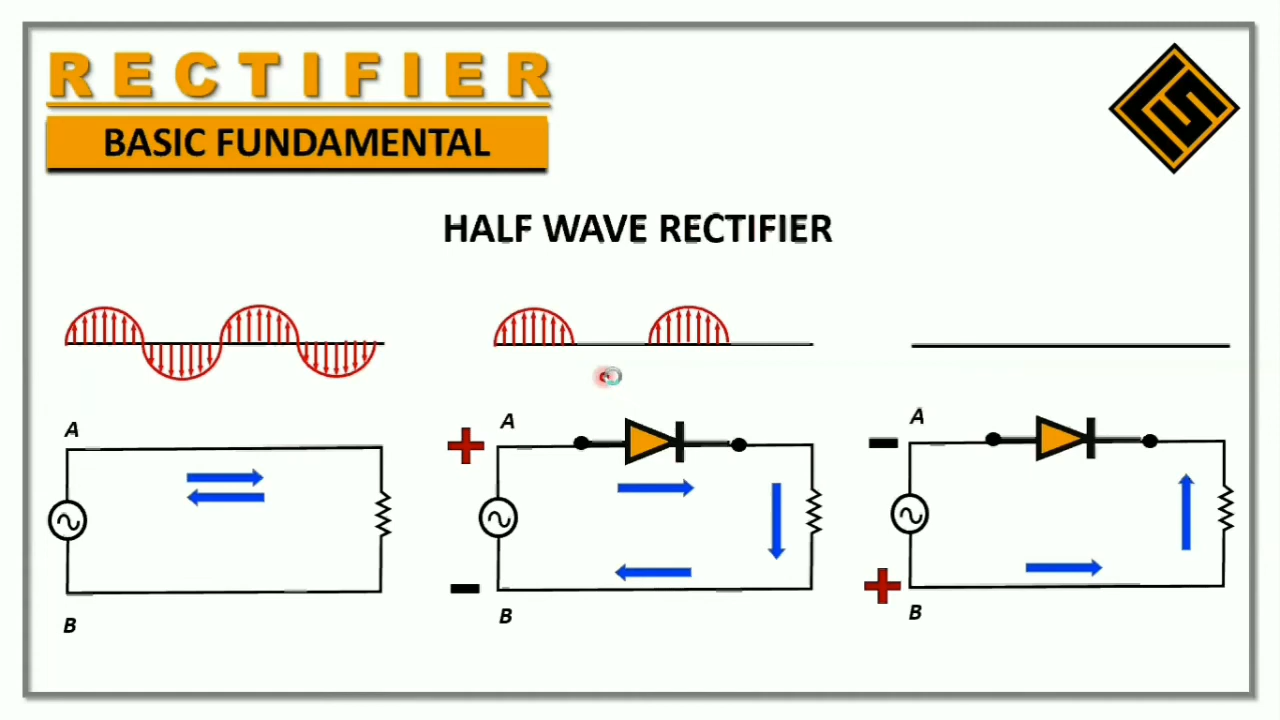 RECTIFIER
BASIC FUNDAMENTAL
HALF WAVE RECTIFIER
A
B
+
A
-
B
-
A
+
B